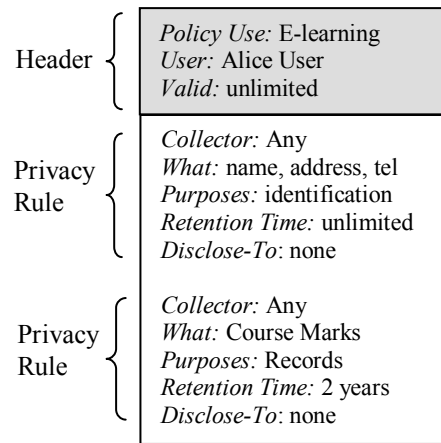 Header
Policy Use: E-learning
User: Alice User
Valid: unlimited
Privacy
Rule
Collector: Any
What: name, address, tel
Purposes: identification
Retention Time: unlimited
Disclose-To: none
Privacy
Rule
Collector: Any
What: Course Marks
Purposes: Records
Retention Time: 2 years
Disclose-To: none